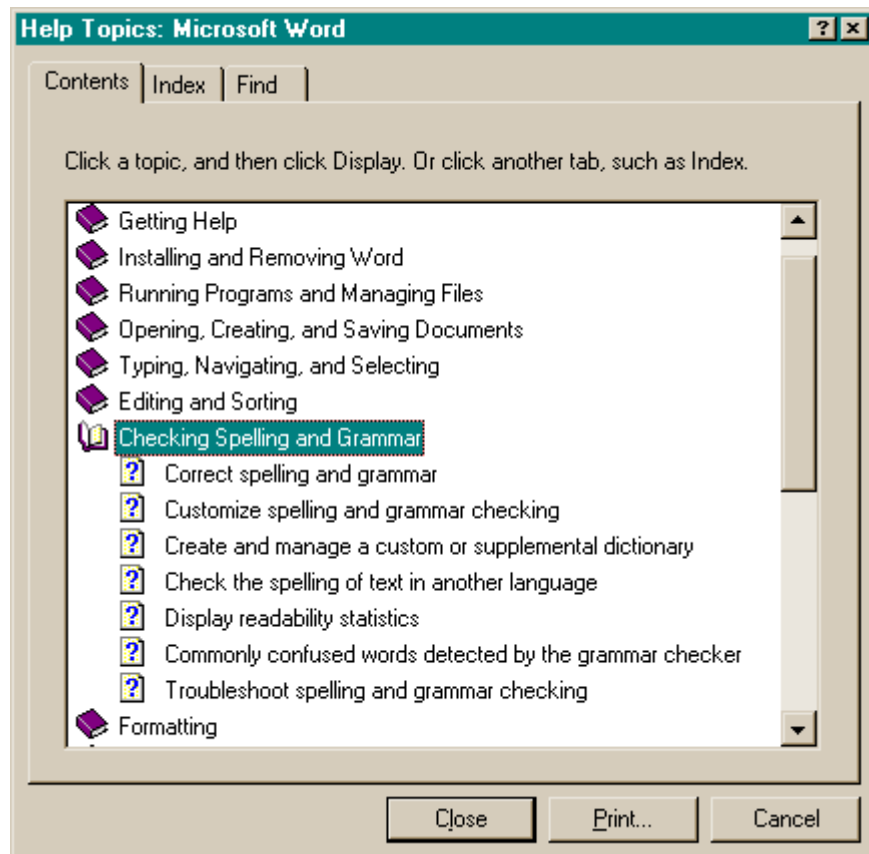 Help Topics: Microsoft Word
Contents Index Find
Click a topic, and then click Display. Or click another tab, such as Index.
Getting Help
Installing and Removing Word
Running Programs and Managing Files
Opening, Creating, and Saving Documents
Typing, Navigating, and Selecting
Editing and Sorting
Checking Spelling and Grammar
Correct spelling and grammar
Customize spelling and grammar checking
Create and manage a custom or supplemental dictionary
Check the spelling of text in another language
Display readability statistics
Commonly confused words detected by the grammar checker
Troubleshoot spelling and grammar checking
Formatting
Close Print... Cancel